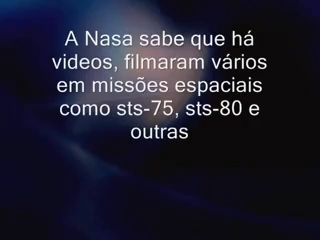 A Nasa sabe que há
videos, filmaram vários
em missões espaciais
como sts-75, sts-80 e
outras